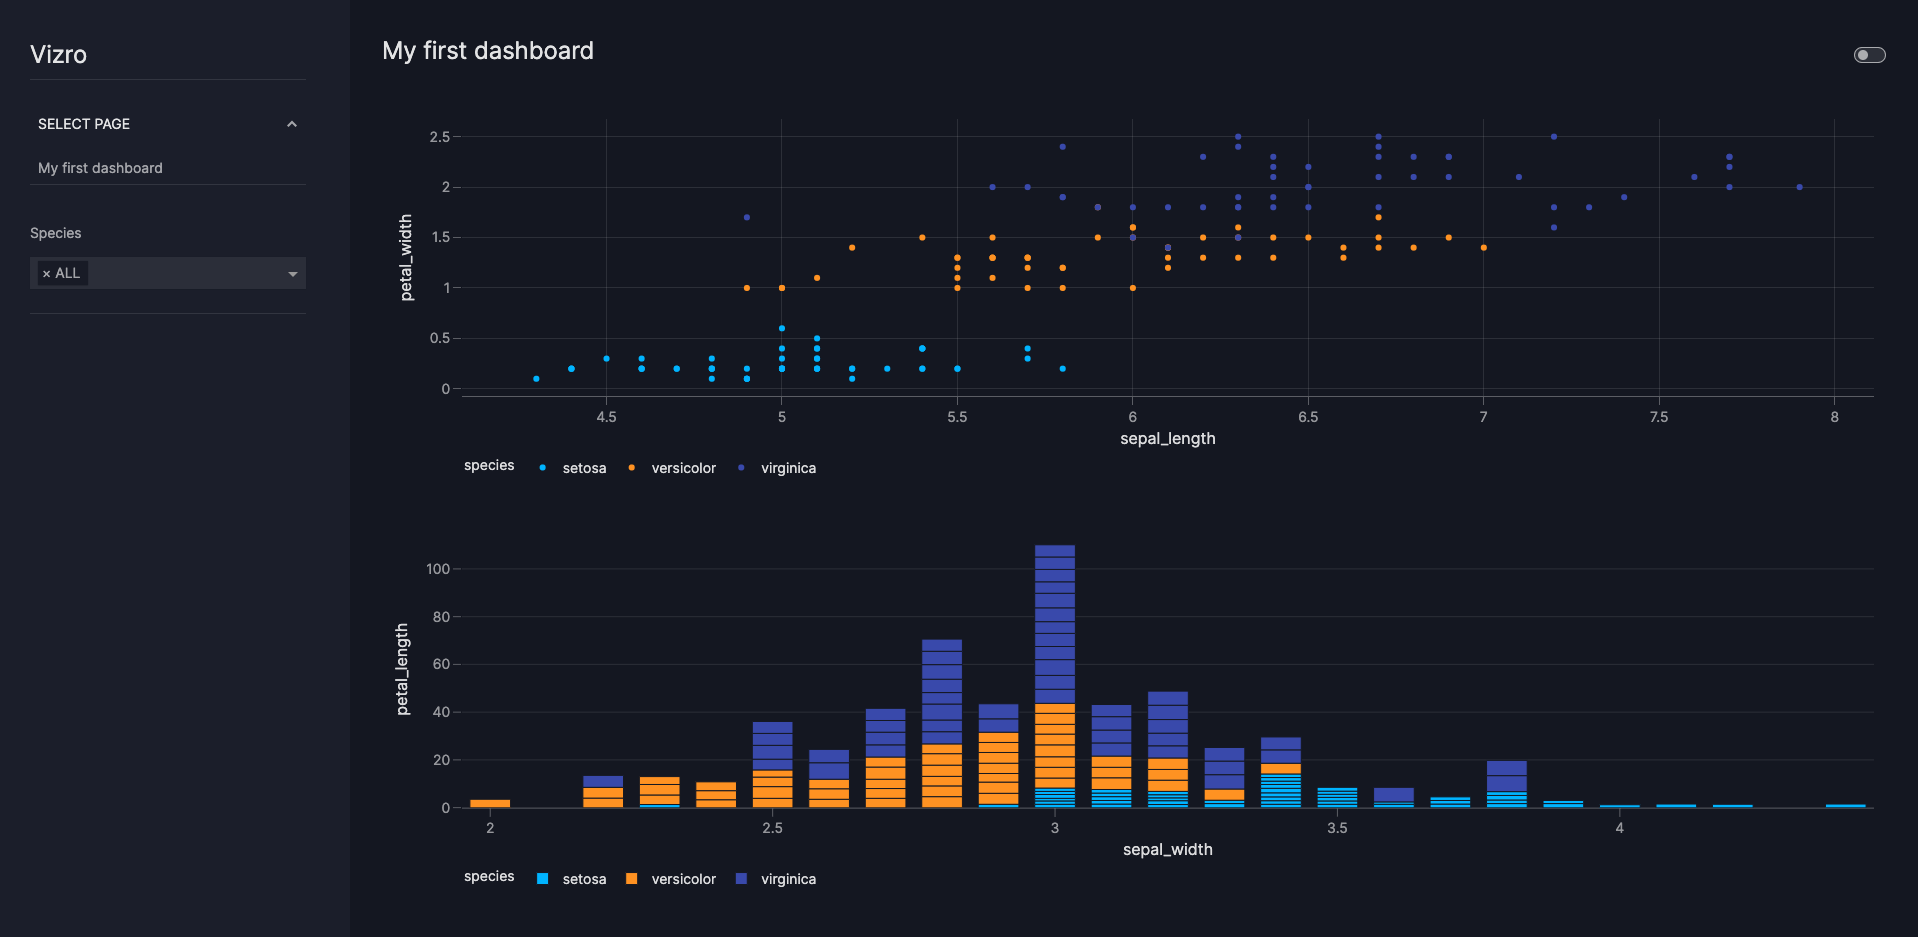 Vizro
SELECT PAGE
My first dashboard
Species
× ALL
My first dashboard
petal_width
2.5
2
1.5
1
0.5
0
4.5 5 5.5 6 6.5 7 7.5 8
sepal_length
species setosa versicolor virginica
petal_length
100
80
60
40
20
0
2 2.5 3 3.5 4
sepal_width
species setosa versicolor virginica